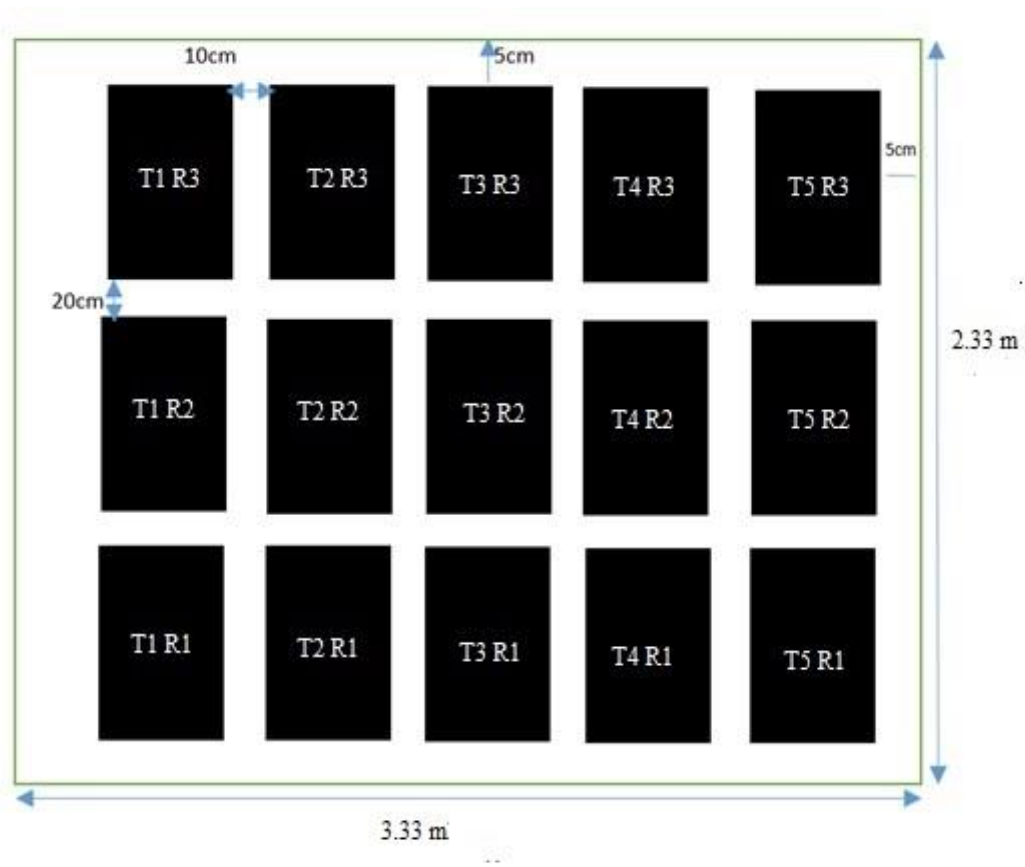 10cm
5cm
T1 R3
T2 R3
T3 R3
T4 R3
T5 R3
5cm
20cm
2.33 m
T1 R2
T2 R2
T3 R2
T4 R2
T5 R2
T1 R1
T2 R1
T3 R1
T4 R1
T5 R1
3.33 m